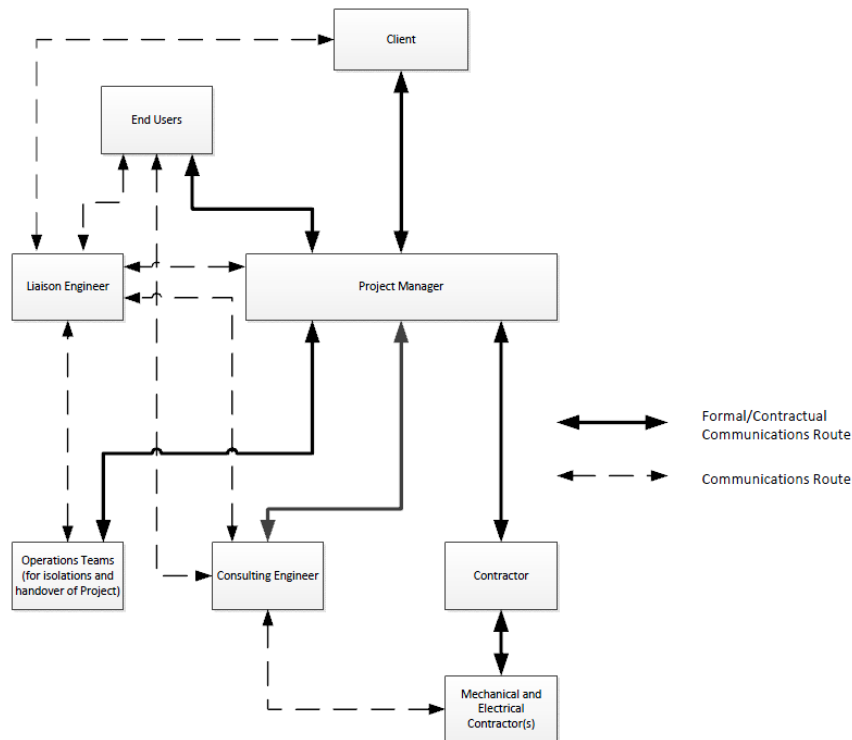 Client
End Users
Liaison Engineer
Project Manager
Formal/Contractual
Communications Route
Communications Route
Operations Teams
(for isolations and
handover of Project)
Consulting Engineer
Contractor
Mechanical and
Electrical
Contractor(s)